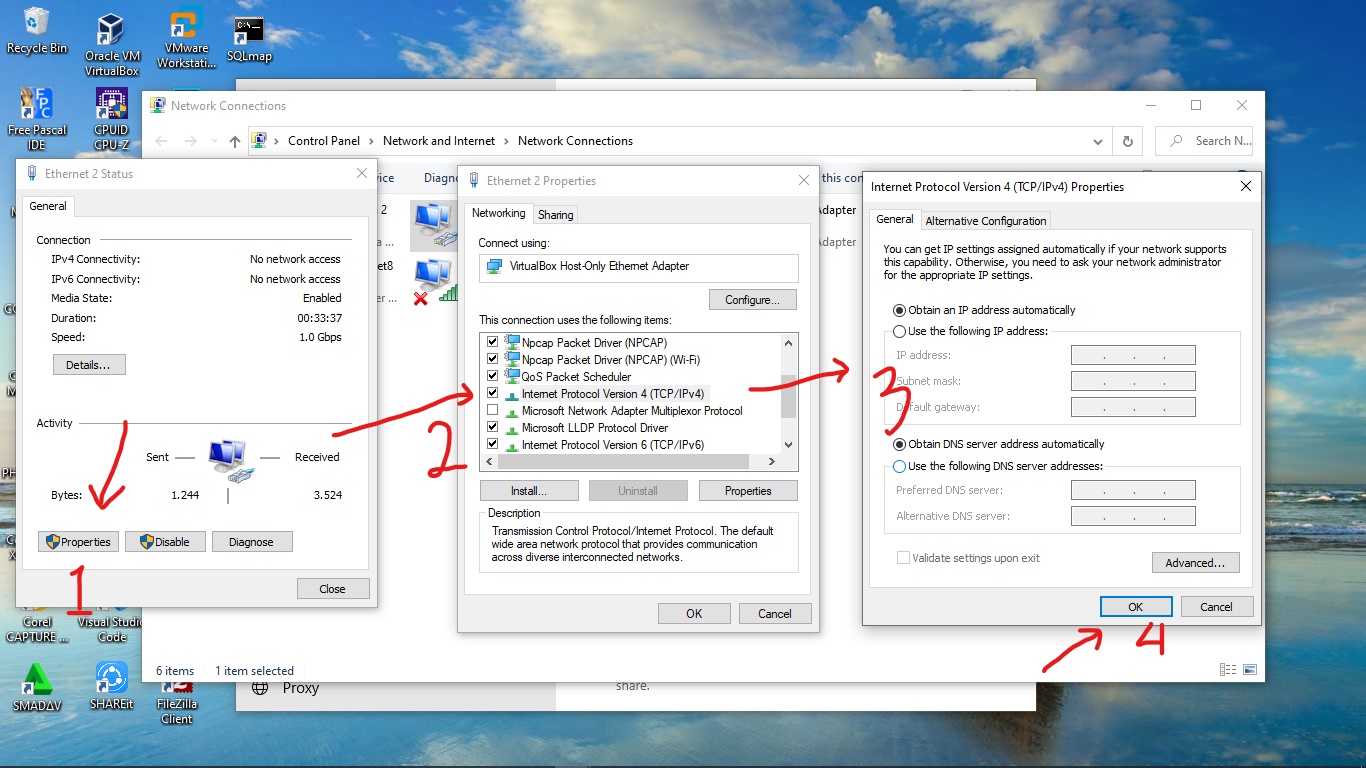 Recycle Bin
Oracle VM
VirtualBox
VMware
Workstati...
SQLmap
Free Pascal
IDE
CPUID
CPU-Z
Network Connections
Control Panel > Network and Internet > Network Connections
Search N...
Ethernet 2 Status
General
Connection
IPv4 Connectivity: No network access
IPv6 Connectivity: No network access
Media State: Enabled
Duration: 00:33:37
Speed: 1.0 Gbps
Details...
Activity
Sent
Received
Bytes: 1.244 3.524
Properties
Disable
Diagnose
Close
1
Ethernet 2 Properties
Networking
Sharing
Connect using:
VirtualBox Host-Only Ethernet Adapter
Configure...
This connection uses the following items:
Npcap Packet Driver (NPCAP)
Npcap Packet Driver (NPCAP) (Wi-Fi)
QoS Packet Scheduler
Internet Protocol Version 4 (TCP/IPv4)
Microsoft Network Adapter Multiplexor Protocol
Microsoft LLDP Protocol Driver
Internet Protocol Version 6 (TCP/IPv6)
2
Install...
Uninstall
Properties
Description
Transmission Control Protocol/Internet Protocol. The default
wide area network protocol that provides communication
across diverse interconnected networks.
OK
Cancel
Adapter
Adapter
Internet Protocol Version 4 (TCP/IPv4) Properties
General
Alternative Configuration
You can get IP settings assigned automatically if your network supports
this capability. Otherwise, you need to ask your network administrator
for the appropriate IP settings.
Obtain an IP address automatically
Use the following IP address:
IP address:
Subnet mask:
Default gateway:
3
Obtain DNS server address automatically
Use the following DNS server addresses:
Preferred DNS server:
Alternative DNS server:
Validate settings upon exit
Advanced...
OK
Cancel
4
Corel
CAPTURE ...
Visual Studio
Code
6 items
1 item selected
Proxy
share.
SMADΔV
SHAREit
FileZilla
Client